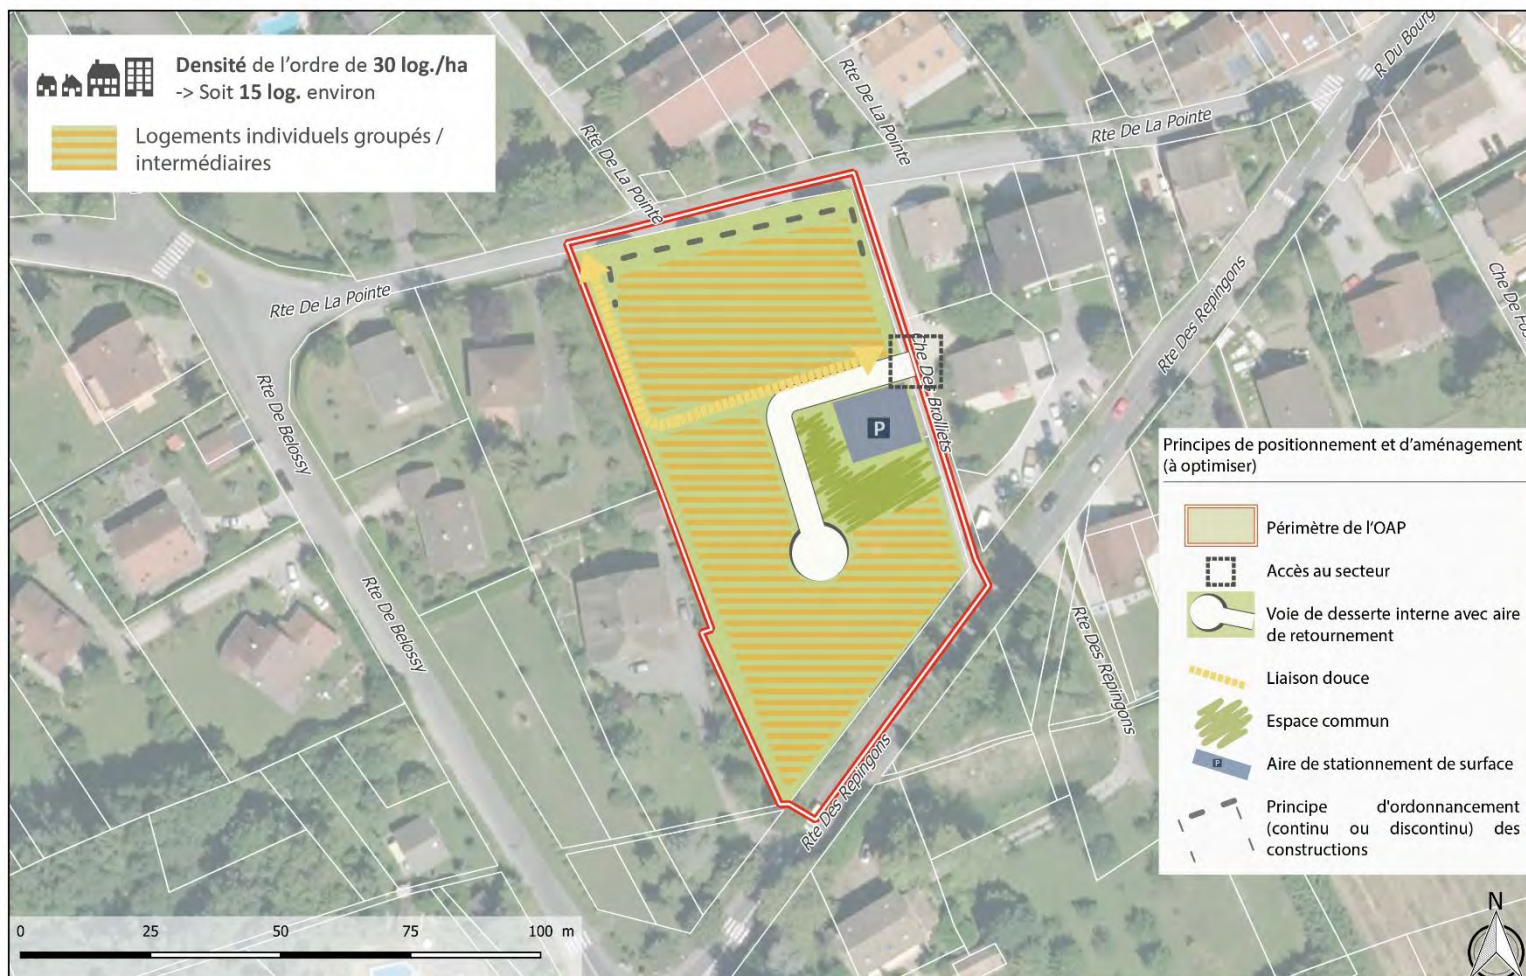 Densité de l'ordre de 30 log./ha
-> Soit 15 log. environ
Logements individuels groupés /
intermédiaires
Rte De La Pointe
Rte De La Pointe
Rte De La Pointe
R Du Bourg
Rte De La Pointe
Rte Des Repingons
Che De
Rte De Belossy
Che Des Brolliets
P
Rte De Belossy
Rte Des Repingons
Rte Des Repingons
Principes de positionnement et d'aménagement
(à optimiser)
Périmètre de l'OAP
Accès au secteur
Voie de desserte interne avec aire
de retournement
Liaison douce
Espace commun
P
Aire de stationnement de surface
Principe d'ordonnancement
(continu ou discontinu) des
constructions
0 25 50 75 100 m
N